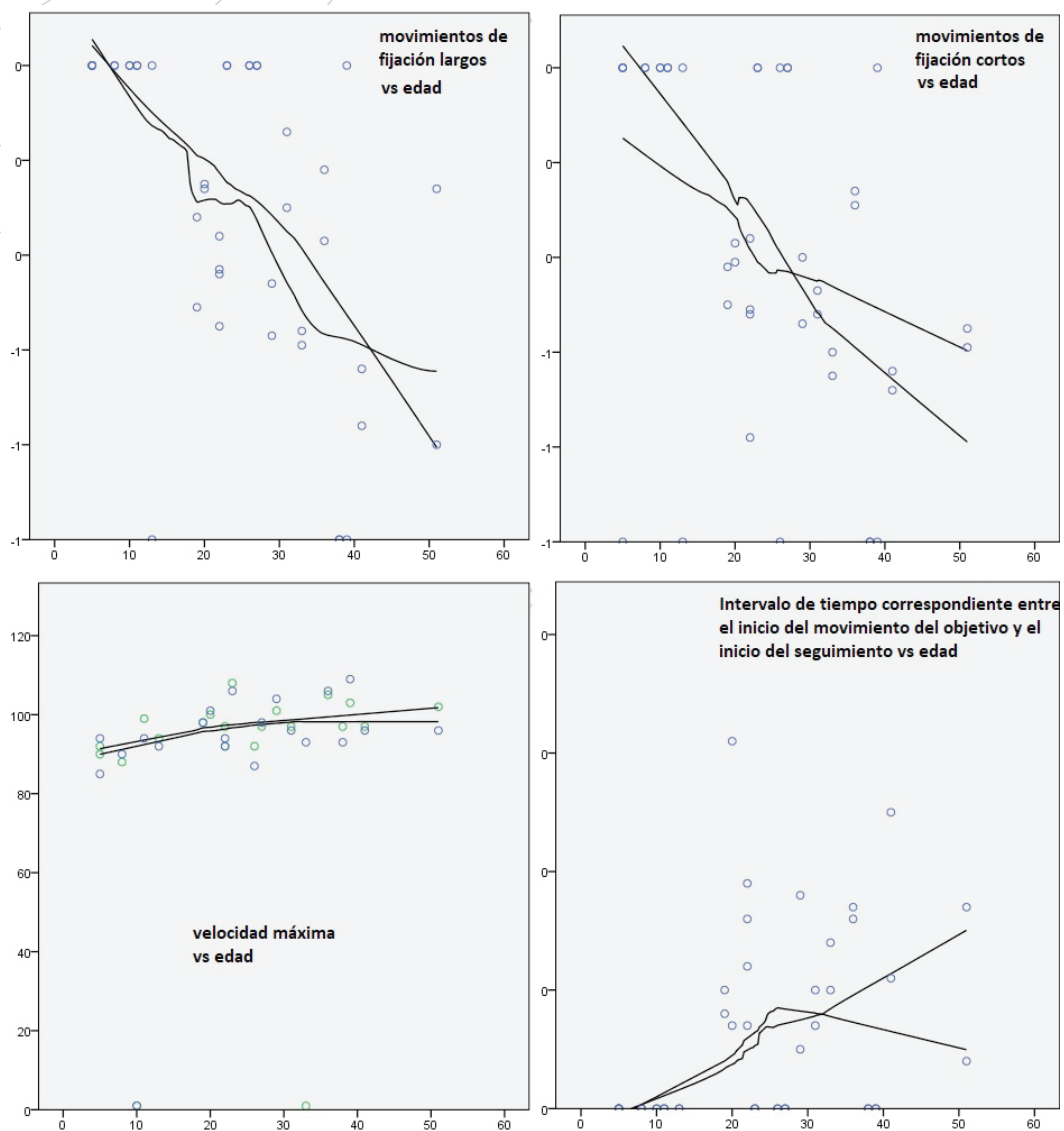 movimientos de
fijación largos
vs edad
0
0
0
-1
-1
-1
0 10 20 30 40 50 60
movimientos de
fijación cortos
vs edad
0
0
0
-1
-1
-1
0 10 20 30 40 50 60
120
100
80
60
40
20
0
velocidad máxima
vs edad
0 10 20 30 40 50 60
Intervalo de tiempo correspondiente entre
el inicio del movimiento del objetivo y el
inicio del seguimiento vs edad
0
0
0
0
0
0 10 20 30 40 50 60